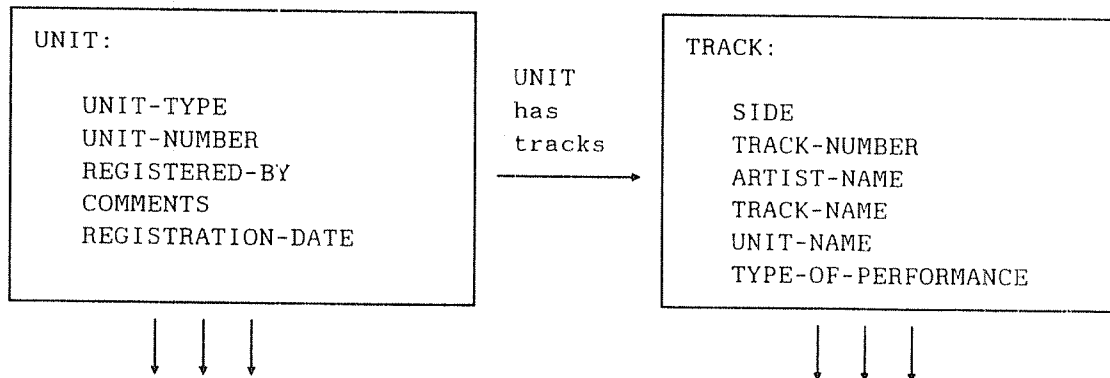 UNIT:
UNIT-TYPE
UNIT-NUMBER
REGISTERED-BY
COMMENTS
REGISTRATION-DATE
UNIT
has
tracks
TRACK:
SIDE
TRACK-NUMBER
ARTIST-NAME
TRACK-NAME
UNIT-NAME
TYPE-OF-PERFORMANCE